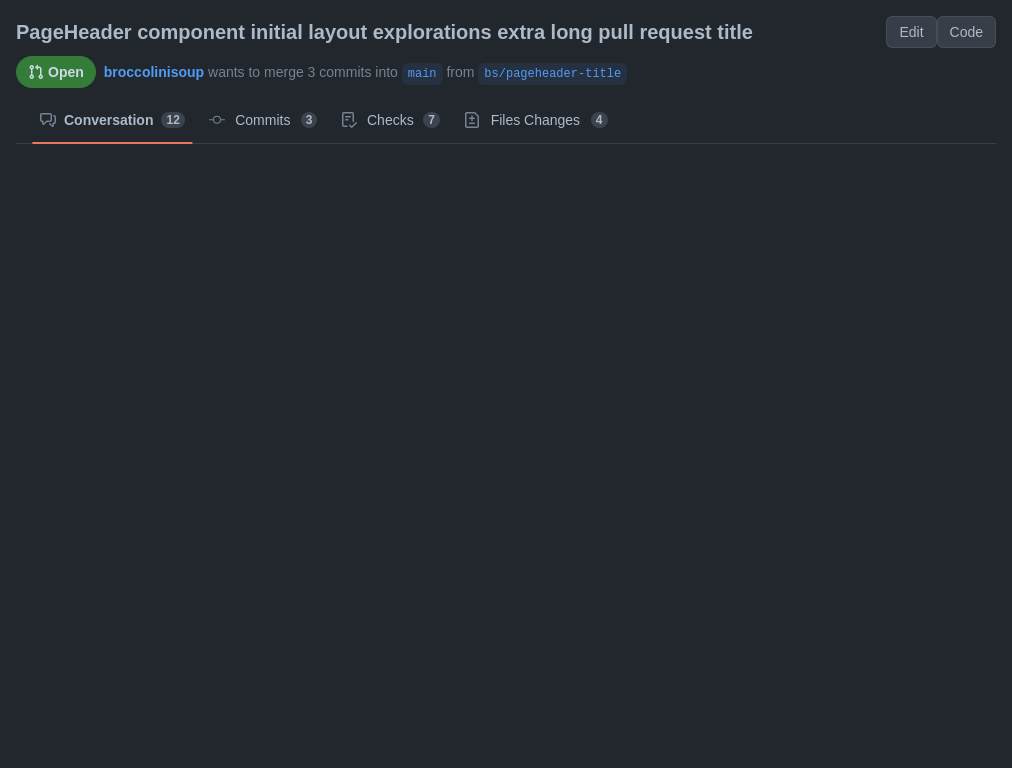 PageHeader component initial layout explorations extra long pull request title Edit Code
Open broccolinisoup wants to merge 3 commits into main from bs/pageheader-title
Conversation 12 Commits 3 Checks 7 Files Changes 4